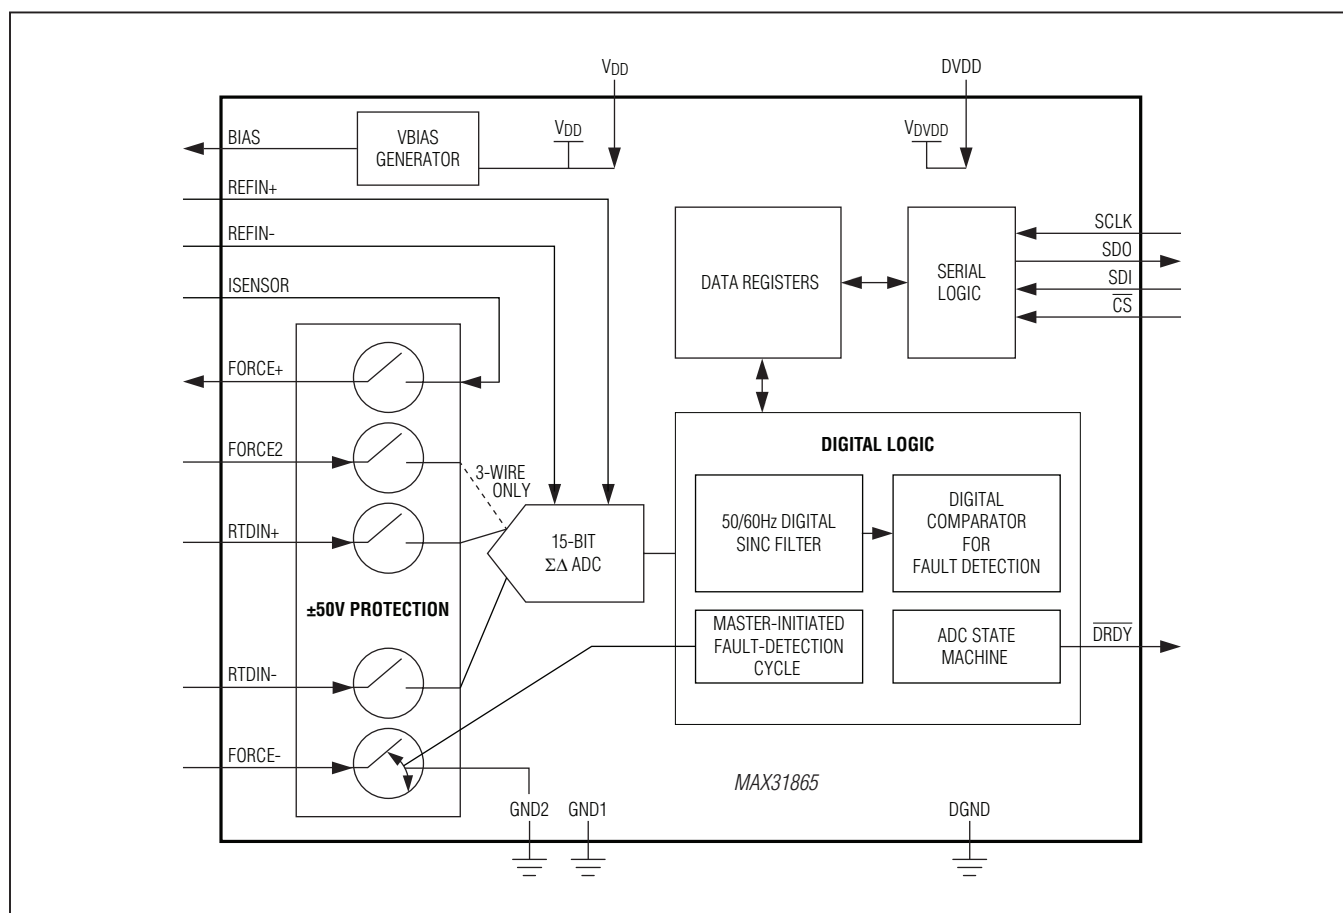 VDD
DVDD
BIAS
VBIAS
GENERATOR
VDD
VDVDD
REFIN+
REFIN-
ISENSOR
DATA REGISTERS
SERIAL
LOGIC
SCLK
SDO
SDI
CS
FORCE+
FORCE2
3-WIRE
ONLY
RTDIN+
15-BIT
ΣΔ ADC
±50V PROTECTION
RTDIN-
FORCE-
DIGITAL LOGIC
50/60Hz DIGITAL
SINC FILTER
DIGITAL
COMPARATOR
FOR
FAULT DETECTION
MASTER-INITIATED
FAULT-DETECTION
CYCLE
ADC STATE
MACHINE
DRDY
MAX31865
GND2
GND1
DGND